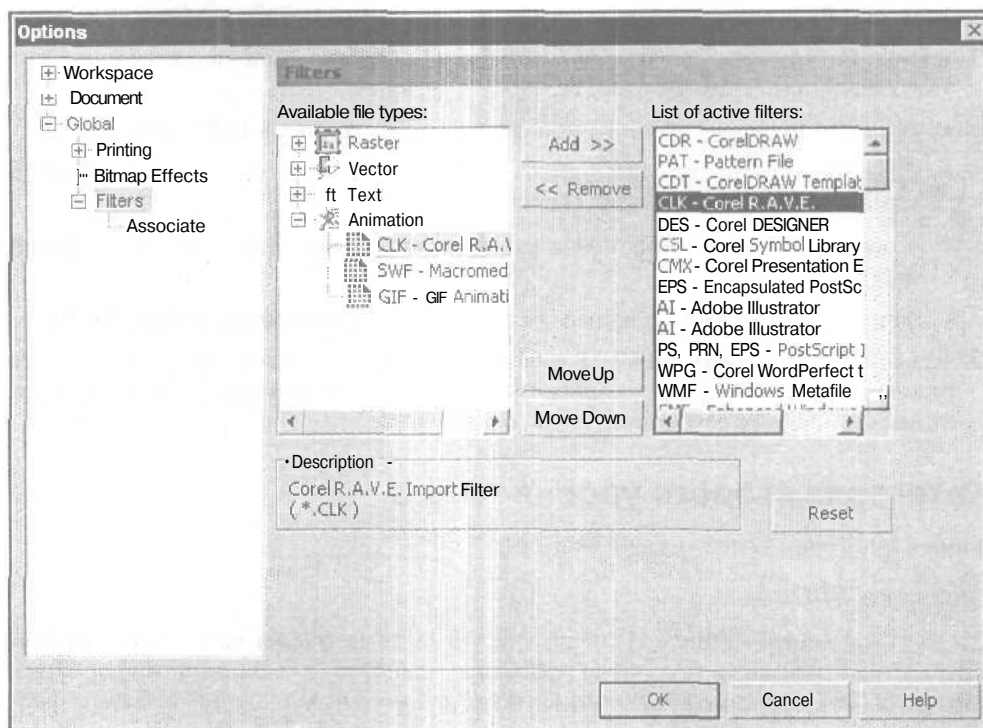 Options
Workspace
Document
Global
Printing
Bitmap Effects
Filters
Associate
Filters
Available file types:
Raster
Vector
ft Text
Animation
CLK - Corel R.A.V
SWF - Macromed
GIF - GIF Animati
Add >>
<< Remove
Move Up
Move Down
List of active filters:
CDR - CorelDRAW
PAT - Pattern File
CDT - CorelDRAW Templat
CLK - Corel R.A.V.E.
DES - Corel DESIGNER
CSL - Corel Symbol Library
CMX - Corel Presentation E
EPS - Encapsulated PostSc
AI - Adobe Illustrator
AI - Adobe Illustrator
PS, PRN, EPS - PostScript I
WPG - Corel WordPerfect t
WMF - Windows Metafile
Description
Corel R.A.V.E. Import Filter
( *.CLK )
Reset
OK
Cancel
Help